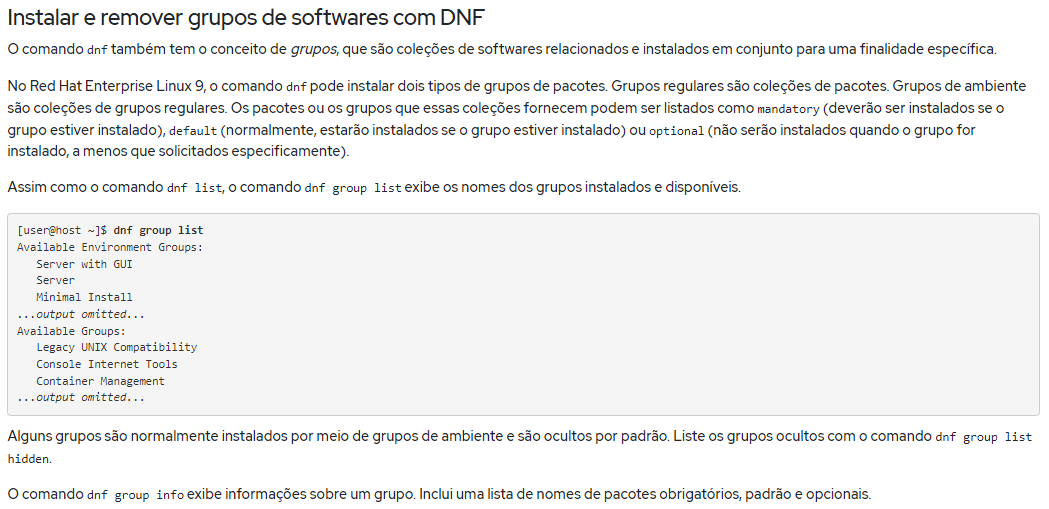 Instalar e remover grupos de softwares com DNF
O comando dnf também tem o conceito de grupos, que são coleções de softwares relacionados e instalados em conjunto para uma finalidade específica.
No Red Hat Enterprise Linux 9, o comando dnf pode instalar dois tipos de grupos de pacotes. Grupos regulares são coleções de pacotes. Grupos de ambiente
são coleções de grupos regulares. Os pacotes ou os grupos que essas coleções fornecem podem ser listados como mandatory (deverão ser instalados se o
grupo estiver instalado), default (normalmente, estarão instalados se o grupo estiver instalado) ou optional (não serão instalados quando o grupo for
instalado, a menos que solicitados especificamente).
Assim como o comando dnf list, o comando dnf group list exibe os nomes dos grupos instalados e disponíveis.
[user@host ~]$ dnf group list
Available Environment Groups:
   Server with GUI
   Server
   Minimal Install
...output omitted...
Available Groups:
   Legacy UNIX Compatibility
   Console Internet Tools
   Container Management
...output omitted...
Alguns grupos são normalmente instalados por meio de grupos de ambiente e são ocultos por padrão. Liste os grupos ocultos com o comando dnf group list
hidden.
O comando dnf group info exibe informações sobre um grupo. Inclui uma lista de nomes de pacotes obrigatórios, padrão e opcionais.